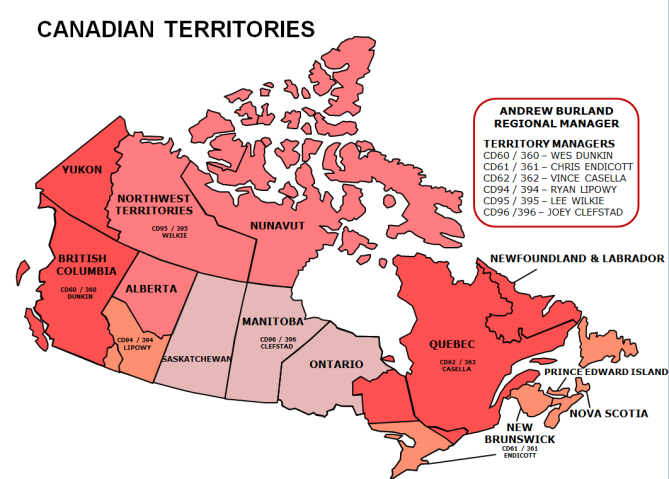 CANADIAN TERRITORIES
ANDREW BURLAND
REGIONAL MANAGER
TERRITORY MANAGERS
CD60 / 360 – WES DUNKIN
CD61 / 361 – CHRIS ENDICOTT
CD62 / 362 – VINCE CASELLA
CD94 / 394 – RYAN LIPOWY
CD95 / 395 – LEE WILKIE
CD96 /396 – JOEY CLEFSTAD
YUKON
NORTHWEST
TERRITORIES
CD95 / 395
WILKIE
NUNAVUT
BRITISH
COLUMBIA
CD60 / 360
DUNKIN
ALBERTA
CD94 / 394
LIPOWY
SASKATCHEWAN
MANITOBA
CD96 / 396
CLEFSTAD
ONTARIO
QUEBEC
CD62 / 362
CASELLA
NEWFOUNDLAND & LABRADOR
PRINCE EDWARD ISLAND
NOVA SCOTIA
NEW
BRUNSWICK
CD61 / 361
ENDICOTT